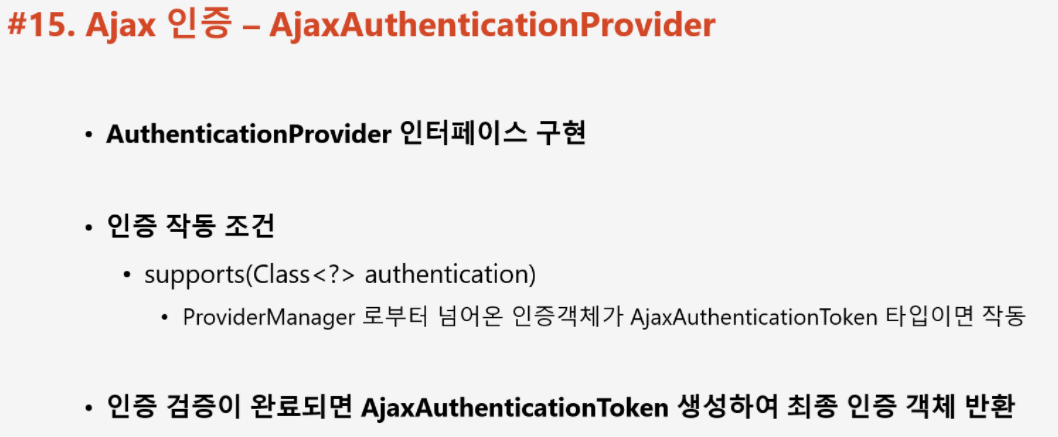 #15. Ajax 인증 – AjaxAuthenticationProvider
• AuthenticationProvider 인터페이스 구현
• 인증 작동 조건
• supports(Class<?> authentication)
• ProviderManager 로부터 넘어온 인증객체가 AjaxAuthenticationToken 타입이면 작동
• 인증 검증이 완료되면 AjaxAuthenticationToken 생성하여 최종 인증 객체 반환